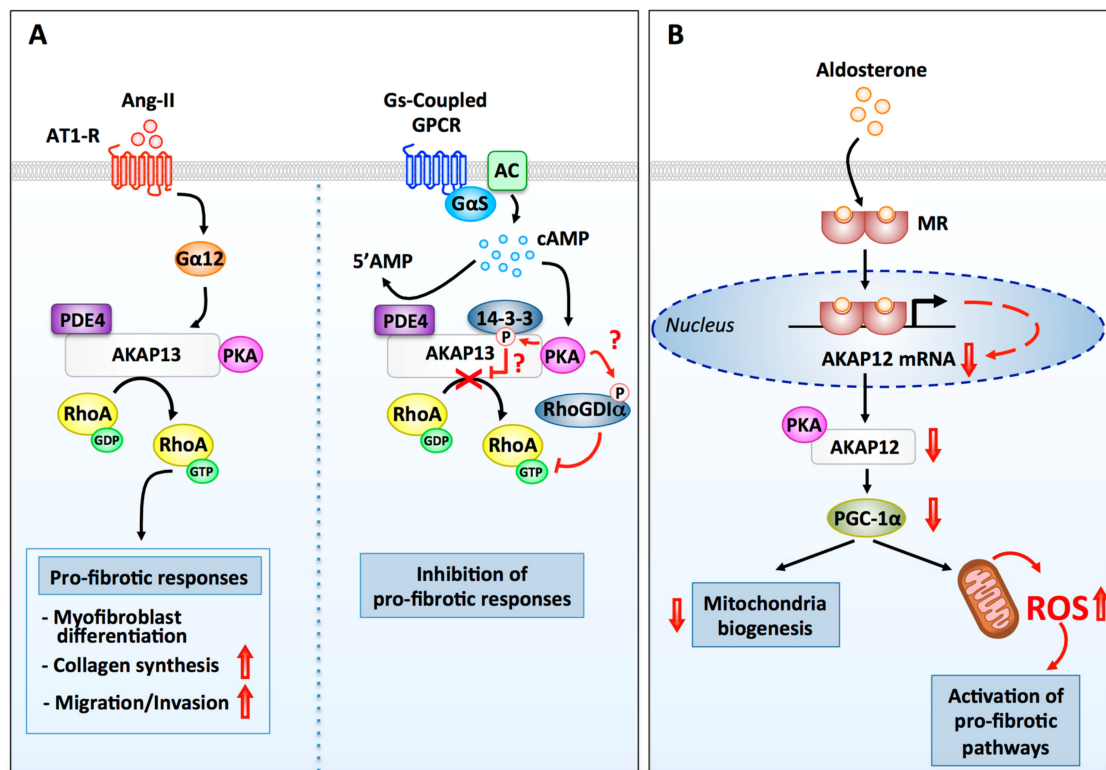 A
Ang-II
AT1-R
Gα12
PDE4
AKAP13
PKA
RhoA
GDP
RhoA
GTP
Pro-fibrotic responses
- Myofibroblast
differentiation
- Collagen synthesis
- Migration/Invasion
Gs-Coupled
GPCR
AC
GαS
cAMP
5’AMP
PDE4
14-3-3
P
AKAP13
?
PKA
?
P
RhoGDIα
RhoA
GDP
RhoA
GTP
Inhibition of
pro-fibrotic responses
B
Aldosterone
MR
Nucleus
AKAP12 mRNA
PKA
AKAP12
PGC-1α
Mitochondria
biogenesis
ROS
Activation of
pro-fibrotic
pathways